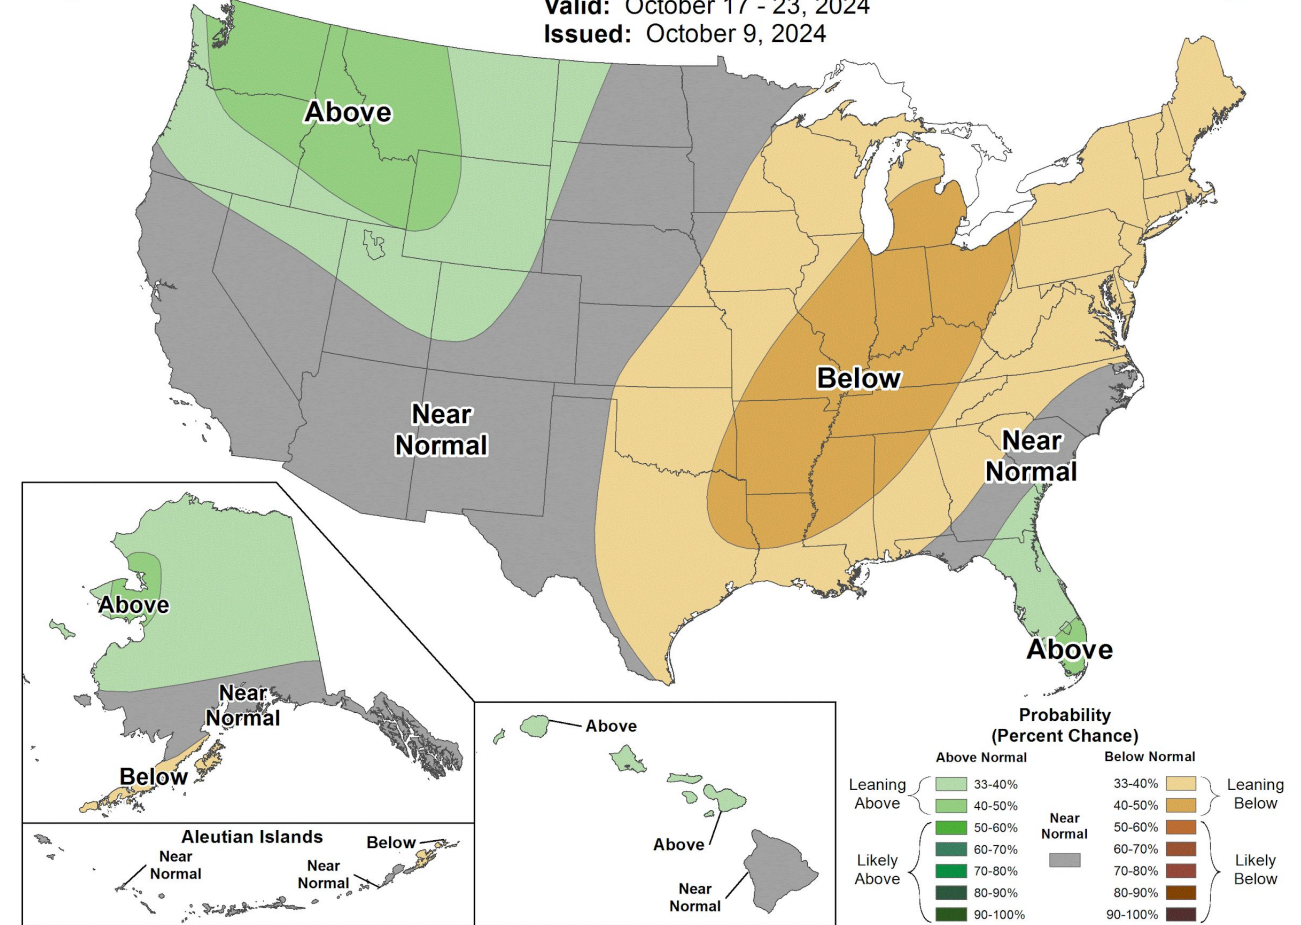 Valid: October 17 - 23, 2024
Issued: October 9, 2024
Above
Below
Near
Normal
Near
Normal
Above
Above
Near
Normal
Below
Aleutian Islands
Below
Near
Normal
Near
Normal
Above
Above
Near
Normal
Probability
(Percent Chance)
Above Normal
Below Normal
Leaning
Above
33-40%
40-50%
Likely
Above
50-60%
60-70%
70-80%
80-90%
90-100%
Near
Normal
33-40%
40-50%
Leaning
Below
50-60%
60-70%
70-80%
80-90%
90-100%
Likely
Below